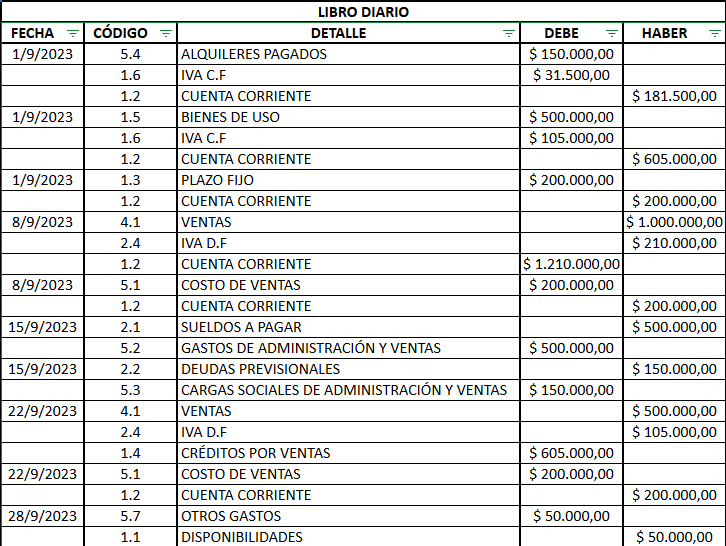 LIBRO DIARIO
FECHA CÓDIGO DETALLE DEBE HABER
1/9/2023 5.4 ALQUILERES PAGADOS $ 150.000,00
1.6 IVA C.F $ 31.500,00
1.2 CUENTA CORRIENTE $ 181.500,00
1/9/2023 1.5 BIENES DE USO $ 500.000,00
1.6 IVA C.F $ 105.000,00
1.2 CUENTA CORRIENTE $ 605.000,00
1/9/2023 1.3 PLAZO FIJO $ 200.000,00
1.2 CUENTA CORRIENTE $ 200.000,00
8/9/2023 4.1 VENTAS $ 1.000.000,00
2.4 IVA D.F $ 210.000,00
1.2 CUENTA CORRIENTE $ 1.210.000,00
8/9/2023 5.1 COSTO DE VENTAS $ 200.000,00
1.2 CUENTA CORRIENTE $ 200.000,00
15/9/2023 2.1 SUELDOS A PAGAR $ 500.000,00
5.2 GASTOS DE ADMINISTRACIÓN Y VENTAS $ 500.000,00
15/9/2023 2.2 DEUDAS PREVISIONALES $ 150.000,00
5.3 CARGAS SOCIALES DE ADMINISTRACIÓN Y VENTAS $ 150.000,00
22/9/2023 4.1 VENTAS $ 500.000,00
2.4 IVA D.F $ 105.000,00
1.4 CRÉDITOS POR VENTAS $ 605.000,00
22/9/2023 5.1 COSTO DE VENTAS $ 200.000,00
1.2 CUENTA CORRIENTE $ 200.000,00
28/9/2023 5.7 OTROS GASTOS $ 50.000,00
1.1 DISPONIBILIDADES $ 50.000,00